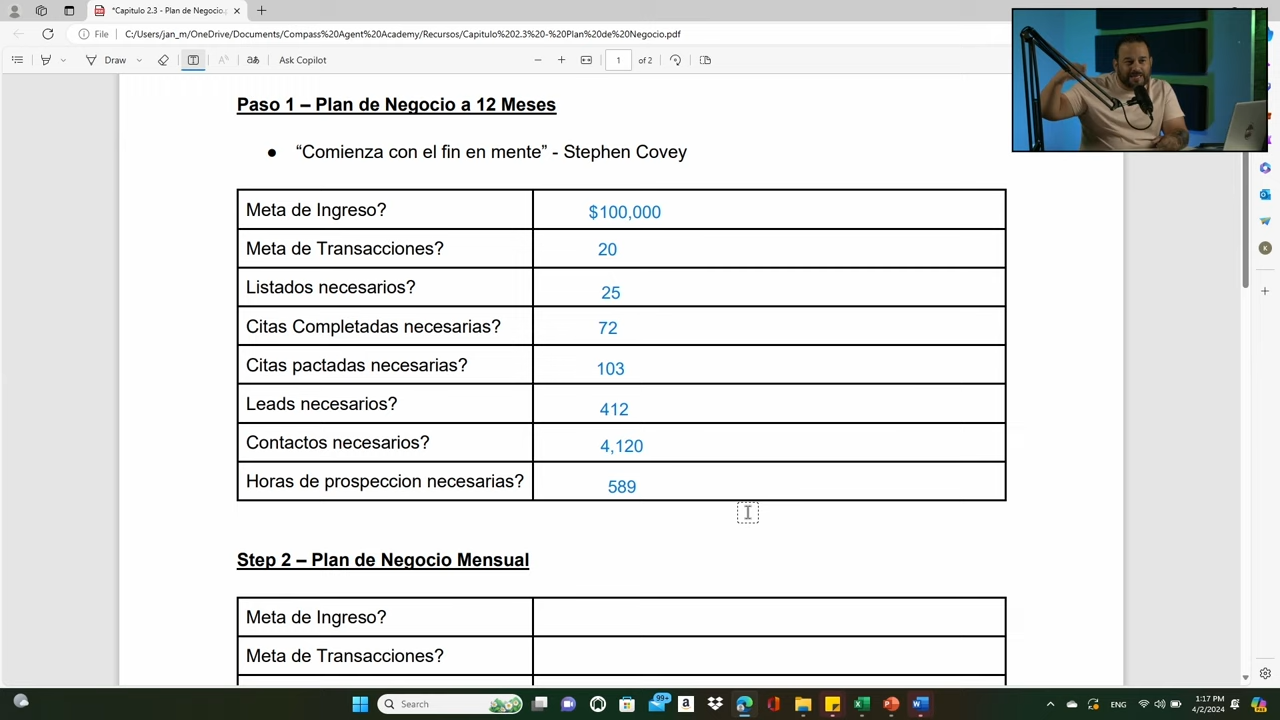 *Capitulo 2.3 - Plan de Negocio.p
File
C:/Users/jan_m/OneDrive/Documents/Compass%20Agent%20Academy/Recursos/Capitulo%202.3%20-%20Plan%20de%20Negocio.pdf
Draw
Ask Copilot
1 of 2
Paso 1 – Plan de Negocio a 12 Meses
● “Comienza con el fin en mente” - Stephen Covey
Meta de Ingreso? $100,000
Meta de Transacciones? 20
Listados necesarios? 25
Citas Completadas necesarias? 72
Citas pactadas necesarias? 103
Leads necesarios? 412
Contactos necesarios? 4,120
Horas de prospeccion necesarias? 589
Step 2 – Plan de Negocio Mensual
Meta de Ingreso?
Meta de Transacciones?
K
Search
99+
ENG
1:17 PM
4/2/2024